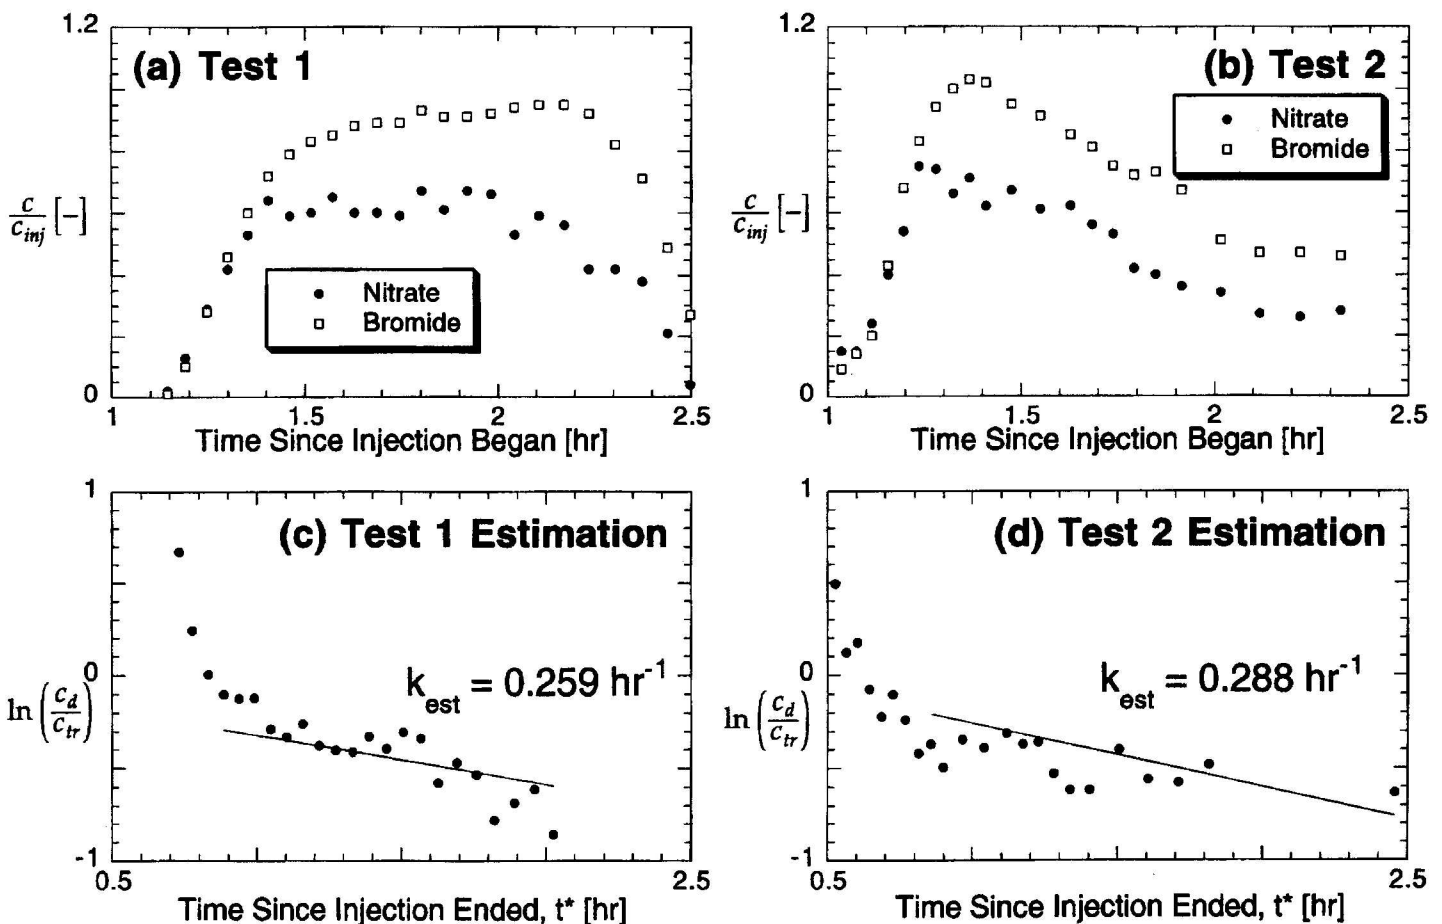 1.2
(a) Test 1
c/c_inj [-]
Nitrate
Bromide
0
1
1.5
2
2.5
Time Since Injection Began [hr]
1.2
(b) Test 2
Nitrate
Bromide
c/c_inj [-]
0
1
1.5
2
2.5
Time Since Injection Began [hr]
1
(c) Test 1 Estimation
0
k_est = 0.259 hr^-1
ln(c_d/c_tr)
-1
0.5
2.5
Time Since Injection Ended, t* [hr]
1
(d) Test 2 Estimation
0
k_est = 0.288 hr^-1
ln(c_d/c_tr)
-1
0.5
2.5
Time Since Injection Ended, t* [hr]